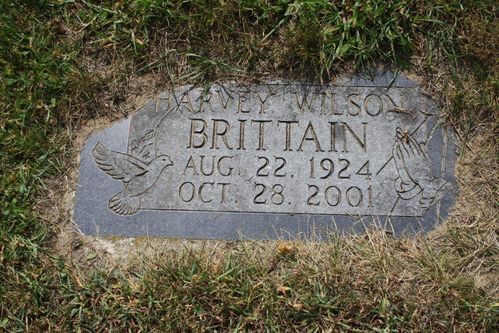 HARVEY WILSON
BRITTAIN
AUG. 22, 1924
OCT. 28, 2001